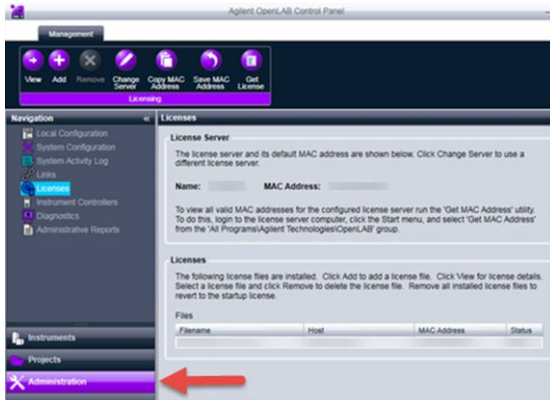 Agilent OpenLAB Control Panel
Management
View
Add
Remove
Change Server
Copy MAC Address
Save MAC Address
Get License
Licensing
Navigation
«
Local Configuration
System Configuration
System Activity Log
Links
Licenses
Instrument Controllers
Diagnostics
Administrative Reports
Instruments
Projects
Administration
Licenses
License Server
The license server and its default MAC address are shown below. Click Change Server to use a
different license server.
Name: MAC Address:
To view all valid MAC addresses for the configured license server run the 'Get MAC Address' utility.
To do this, login to the license server computer, click the Start menu, and select 'Get MAC Address'
from the 'All Programs\Agilent Technologies\OpenLAB' group.
Licenses
The following license files are installed. Click Add to add a license file. Click View for license details.
Select a license file and click Remove to delete the license file. Remove all installed license files to
revert to the startup license.
Files
Filename Host MAC Address Status